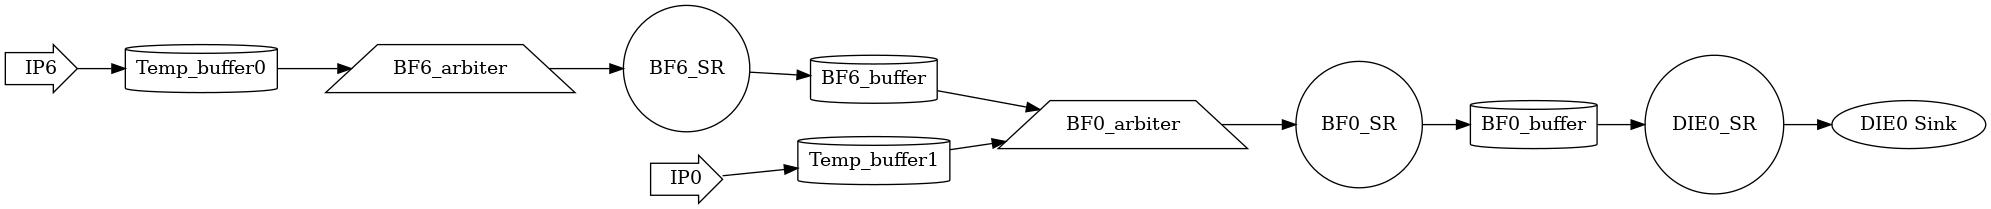 IP6
Temp_buffer0
BF6_arbiter
BF6_SR
BF6_buffer
IP0
Temp_buffer1
BF0_arbiter
BF0_SR
BF0_buffer
DIE0_SR
DIE0 Sink